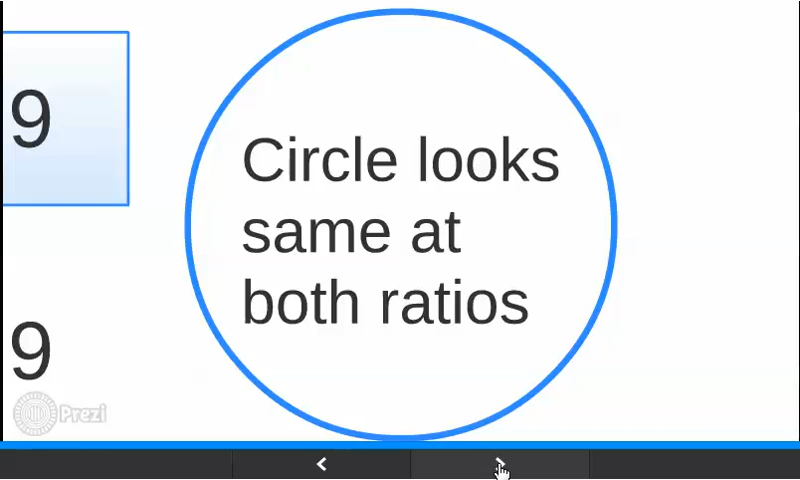 9
Circle looks
same at
both ratios
9
Prezi